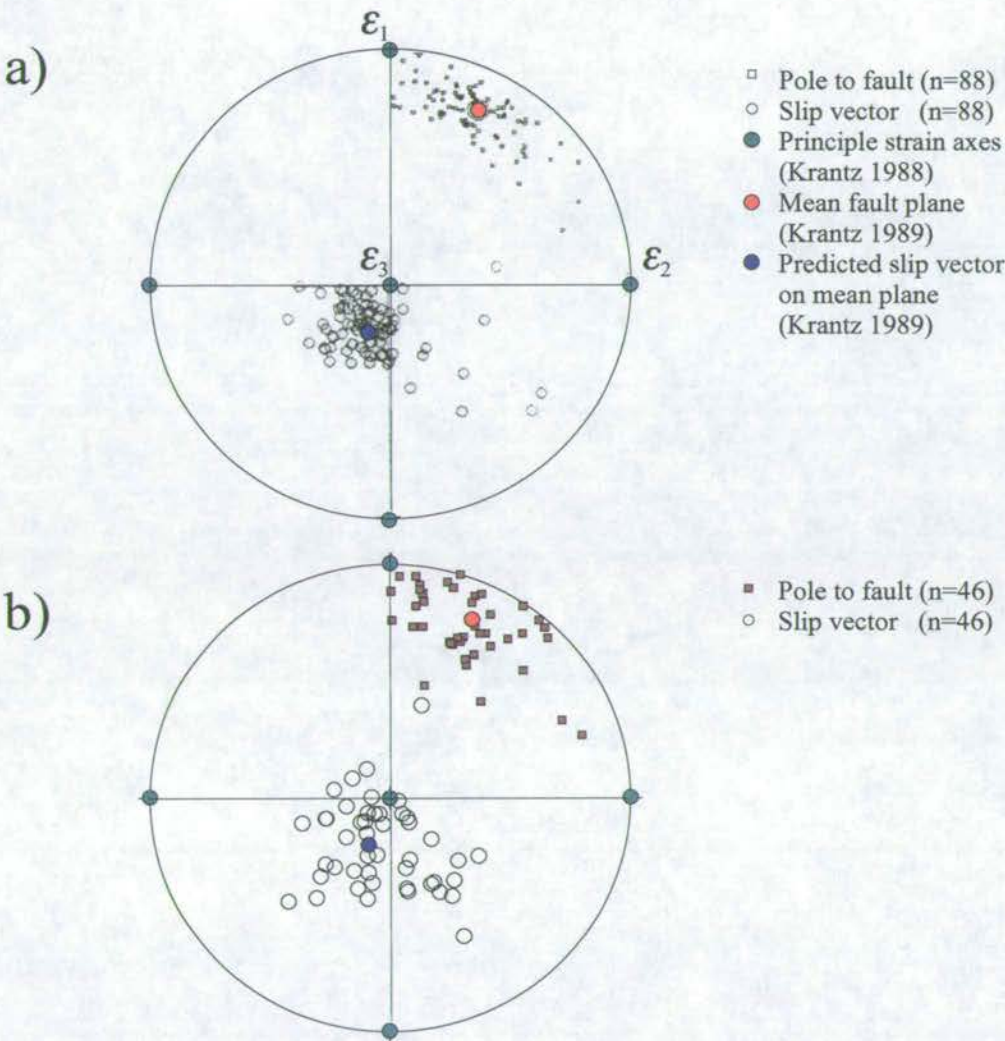 a)
ε1
ε3
ε2
Pole to fault (n=88)
Slip vector (n=88)
Principle strain axes
(Krantz 1988)
Mean fault plane
(Krantz 1989)
Predicted slip vector
on mean plane
(Krantz 1989)
b)
Pole to fault (n=46)
Slip vector (n=46)